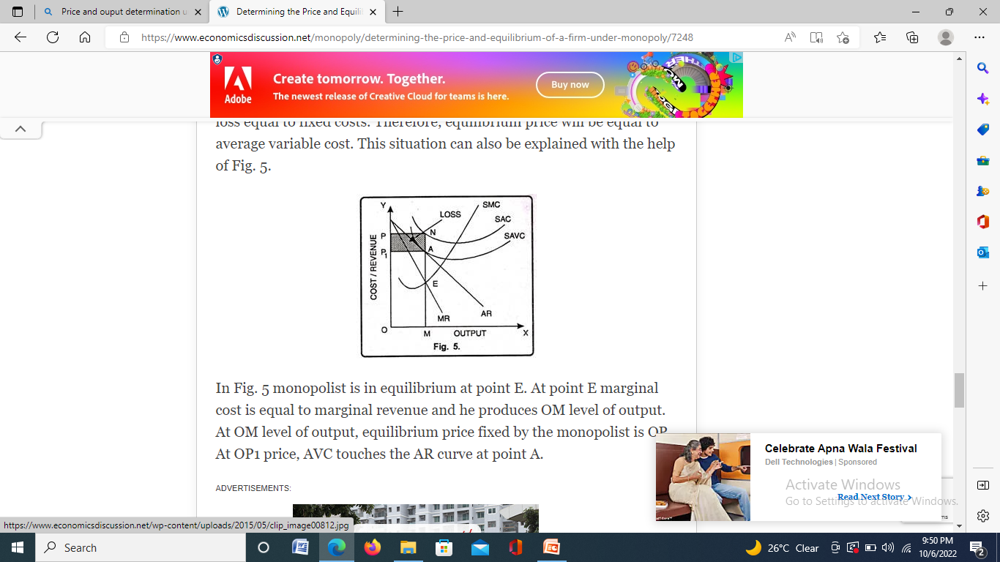 Price and ouput determination u
Determining the Price and Equili
https://www.economicsdiscussion.net/monopoly/determining-the-price-and-equilibrium-of-a-firm-under-monopoly/7248
Adobe
Create tomorrow. Together.
The newest release of Creative Cloud for teams is here.
Buy now
loss equal to fixed costs. Therefore, equilibrium price will be equal to
average variable cost. This situation can also be explained with the help
of Fig. 5.
Y
SMC
LOSS
SAC
P
N
SAVC
P1
A
COST / REVENUE
E
MR
AR
O
M
OUTPUT
X
Fig. 5.
In Fig. 5 monopolist is in equilibrium at point E. At point E marginal
cost is equal to marginal revenue and he produces OM level of output.
At OM level of output, equilibrium price fixed by the monopolist is OP
At OP1 price, AVC touches the AR curve at point A.
ADVERTISEMENTS:
Celebrate Apna Wala Festival
Dell Technologies | Sponsored
Read Next Story
Activate Windows
Go to Settings to activate Windows.
https://www.economicsdiscussion.net/wp-content/uploads/2015/05/clip_image00812.jpg
Search
26°C Clear
9:50 PM
10/6/2022
2